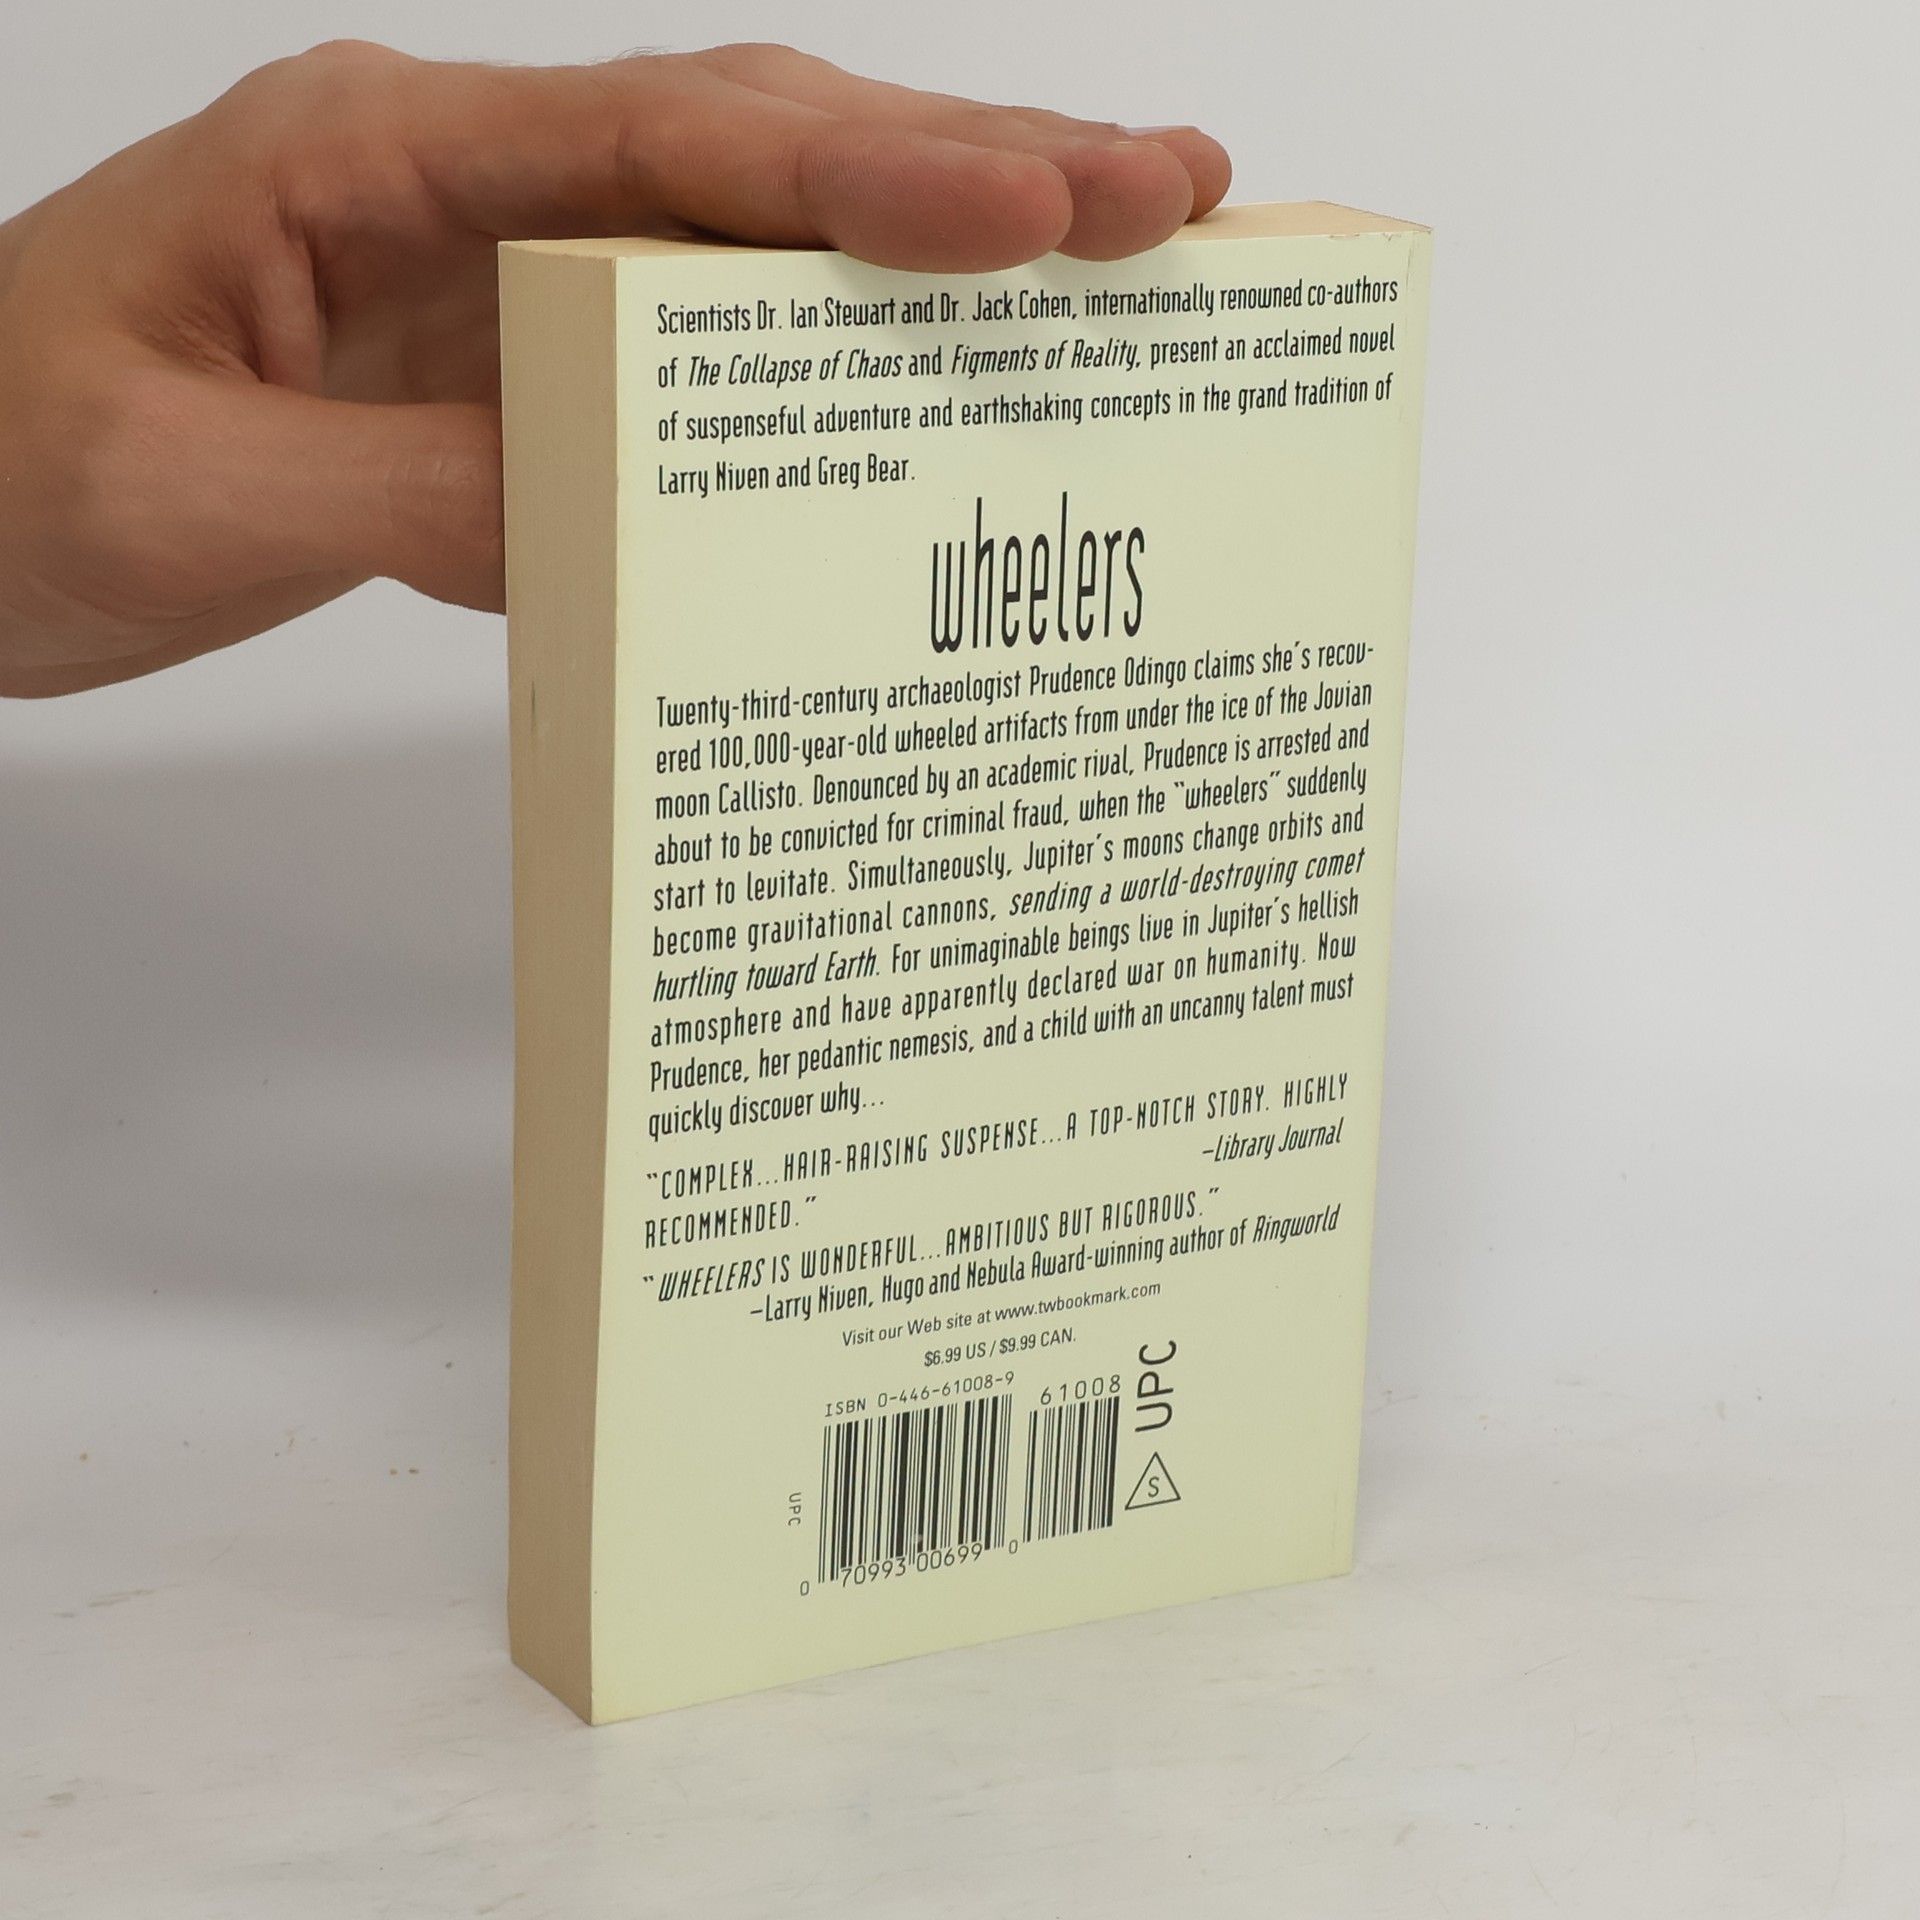 Scientists Dr. Ian Stewart and Dr. Jack Cohen, internationally renowned co-authors
of The Collapse of Chaos and Figments of Reality, present an acclaimed novel
of suspenseful adventure and earthshaking concepts in the grand tradition of
Larry Niven and Greg Bear.
wheelers
Twenty-third-century archaeologist Prudence Odingo claims she's recov-
ered 100,000-year-old wheeled artifacts from under the ice of the Jovian
moon Callisto. Denounced by an academic rival, Prudence is arrested and
about to be convicted for criminal fraud, when the "wheelers" suddenly
start to levitate. Simultaneously, Jupiter's moons change orbits and
become gravitational cannons, sending a world-destroying comet
hurtling toward Earth. For unimaginable beings live in Jupiter's hellish
atmosphere and have apparently declared war on humanity. Now
Prudence, her pedantic nemesis, and a child with an uncanny talent must
quickly discover why...
"COMPLEX...HAIR-RAISING SUSPENSE...A TOP-NOTCH STORY. HIGHLY
RECOMMENDED."
–Library Journal
"WHEELERS IS WONDERFUL...AMBITIOUS BUT RIGOROUS."
–Larry Niven, Hugo and Nebula Award-winning author of Ringworld
Visit our Web site at www.twbookmark.com
$6.99 US / $9.99 CAN.
ISBN 0-446-61008-9
61008
UPC
S
UPC
0 70993 00699 0